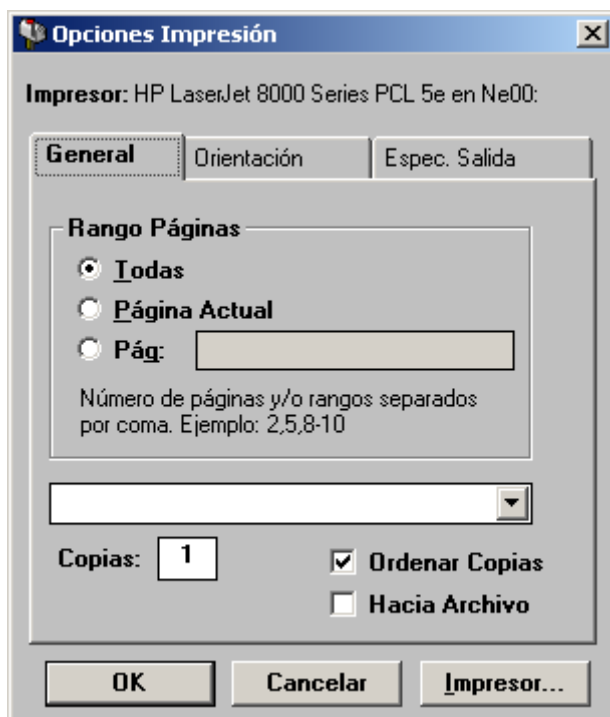 Opciones Impresión
Impresor: HP LaserJet 8000 Series PCL 5e en Ne00:
General Orientación Espec. Salida
Rango Páginas
Todas
Página Actual
Pág:
Número de páginas y/o rangos separados
por coma. Ejemplo: 2,5,8-10
Copias: 1 Ordenar Copias
Hacia Archivo
OK Cancelar Impresor...